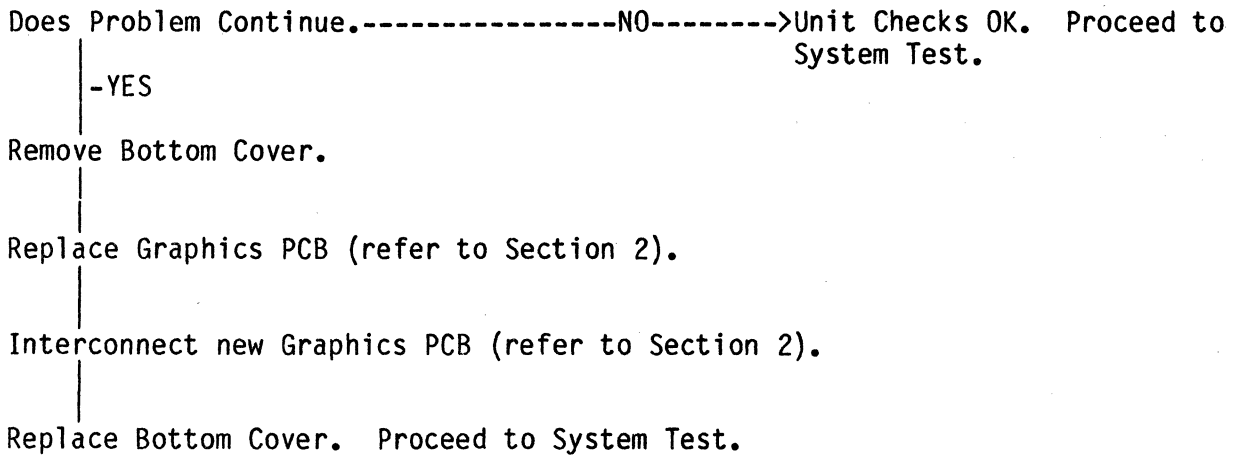 Does Problem Continue.----------------NO-------->Unit Checks OK.  Proceed to
System Test.
-YES
Remove Bottom Cover.
Replace Graphics PCB (refer to Section 2).
Interconnect new Graphics PCB (refer to Section 2).
Replace Bottom Cover.  Proceed to System Test.